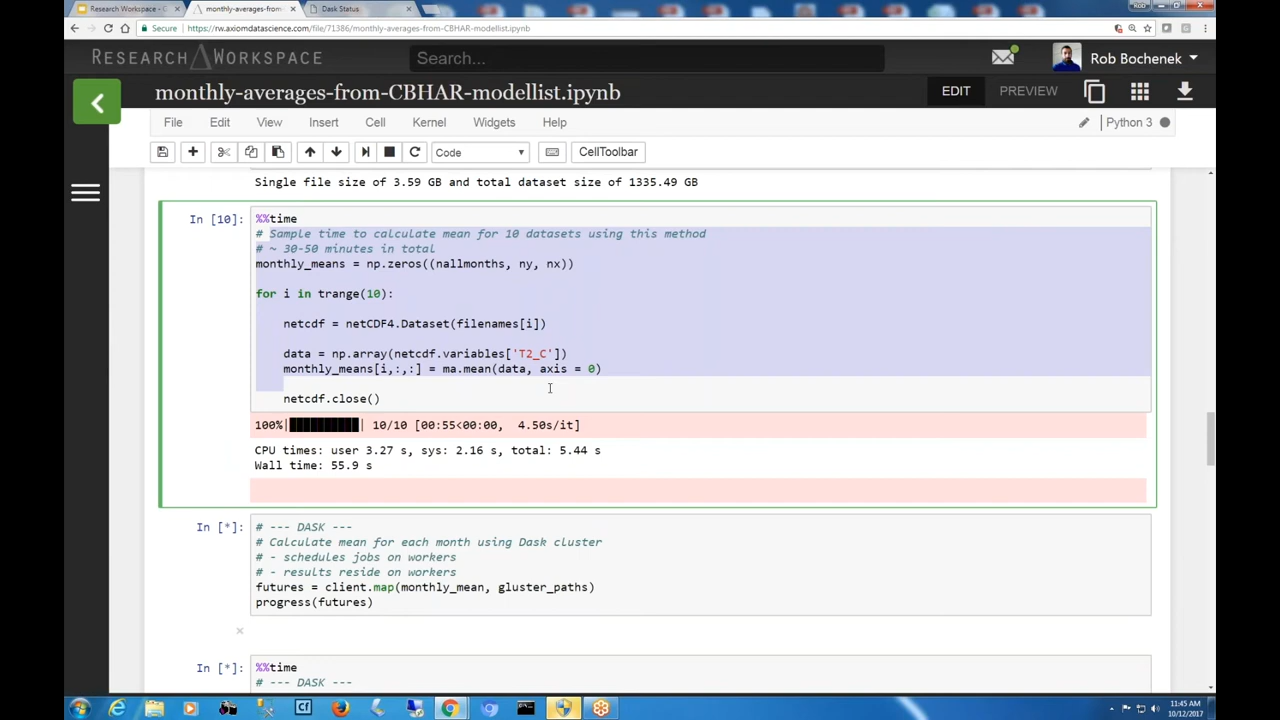 Research Workspace - G
monthly-averages-from-
Dask Status
Rob
Secure
https://rw.axiomdatascience.com/file/71386/monthly-averages-from-CBHAR-modellist.ipynb
RESEARCH WORKSPACE
Search...
Rob Bochenek
monthly-averages-from-CBHAR-modellist.ipynb
EDIT
PREVIEW
File Edit View Insert Cell Kernel Widgets Help
Python 3
Code
CellToolbar
Single file size of 3.59 GB and total dataset size of 1335.49 GB
In [10]:
%%time
# Sample time to calculate mean for 10 datasets using this method
# ~ 30-50 minutes in total
monthly_means = np.zeros((nallmonths, ny, nx))
for i in trange(10):
netcdf = netCDF4.Dataset(filenames[i])
data = np.array(netcdf.variables['T2_C'])
monthly_means[i,:,:] = ma.mean(data, axis = 0)
netcdf.close()
100%|██████████| 10/10 [00:55<00:00, 4.50s/it]
CPU times: user 3.27 s, sys: 2.16 s, total: 5.44 s
Wall time: 55.9 s
In [*]:
# --- DASK ---
# Calculate mean for each month using Dask cluster
# - schedules jobs on workers
# - results reside on workers
futures = client.map(monthly_mean, gluster_paths)
progress(futures)
In [*]:
%%time
# --- DASK ---
11:45 AM
10/12/2017